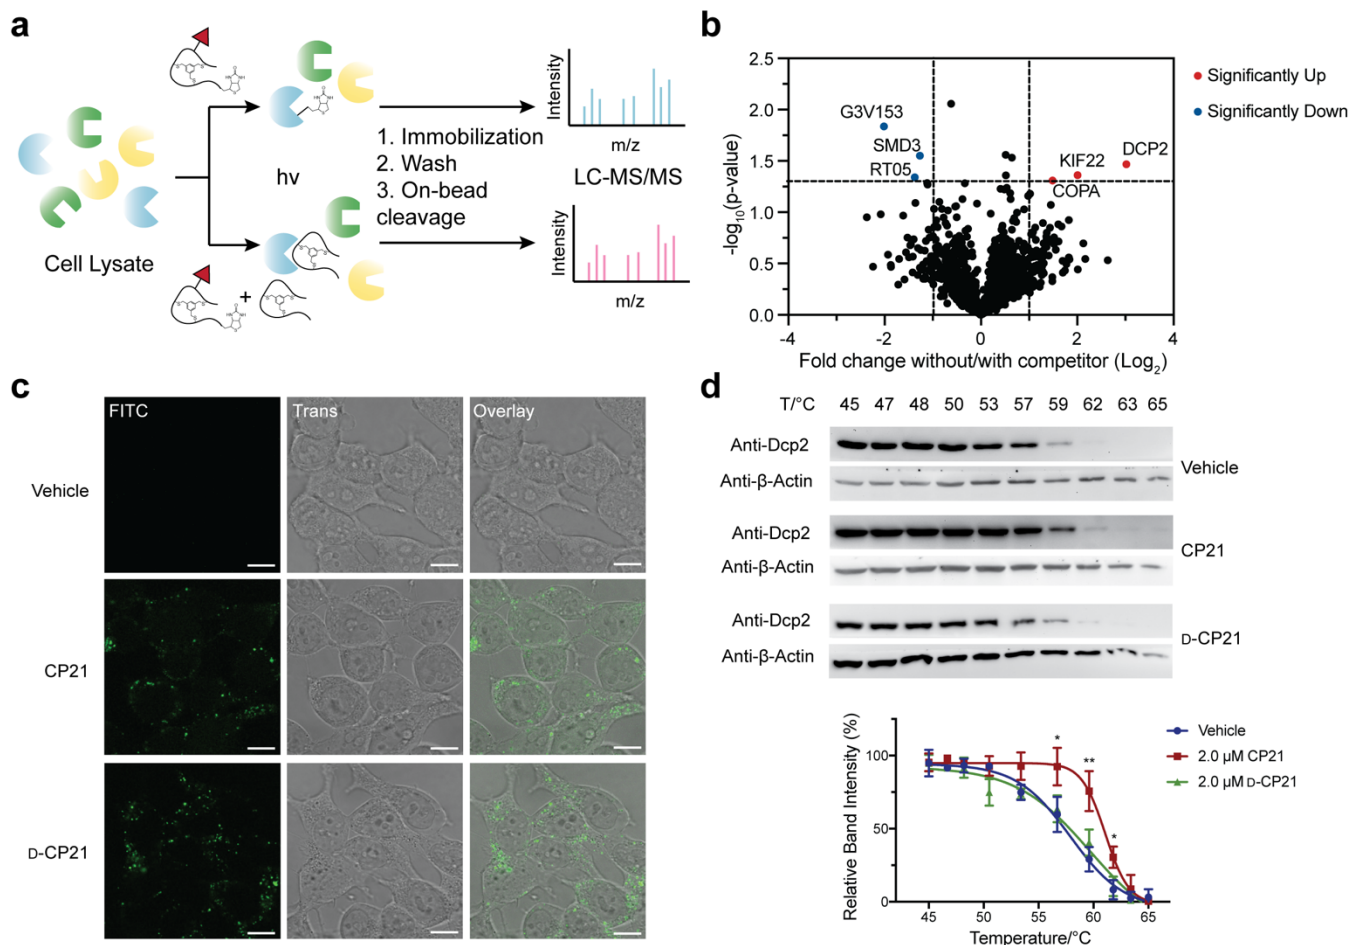 a
Cell Lysate
+
hv
1. Immobilization
2. Wash
3. On-bead
cleavage
Intensity
m/z
LC-MS/MS
Intensity
m/z
b
2.5
2.0
1.5
1.0
0.5
0.0
-log10(p-value)
G3V153
SMD3
RT05
KIF22
DCP2
COPA
-4 -2 0 2 4
Fold change without/with competitor (Log2)
Significantly Up
Significantly Down
c
FITC Trans Overlay
Vehicle
CP21
D-CP21
d
T/°C 45 47 48 50 53 57 59 62 63 65
Anti-Dcp2
Anti-β-Actin
Vehicle
Anti-Dcp2
Anti-β-Actin
CP21
Anti-Dcp2
Anti-β-Actin
D-CP21
Relative Band Intensity (%)
100
50
0
* ** *
45 50 55 60 65
Temperature/°C
Vehicle
2.0 μM CP21
2.0 μM D-CP21